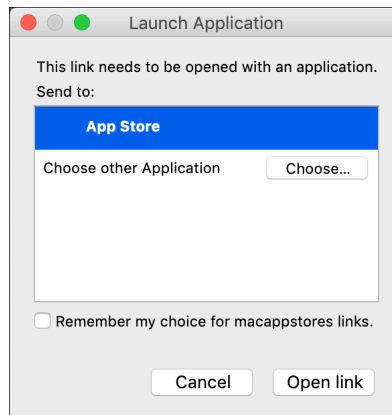 Launch Application
This link needs to be opened with an application.
Send to:
App Store
Choose other Application Choose...
Remember my choice for macappstores links.
Cancel Open link